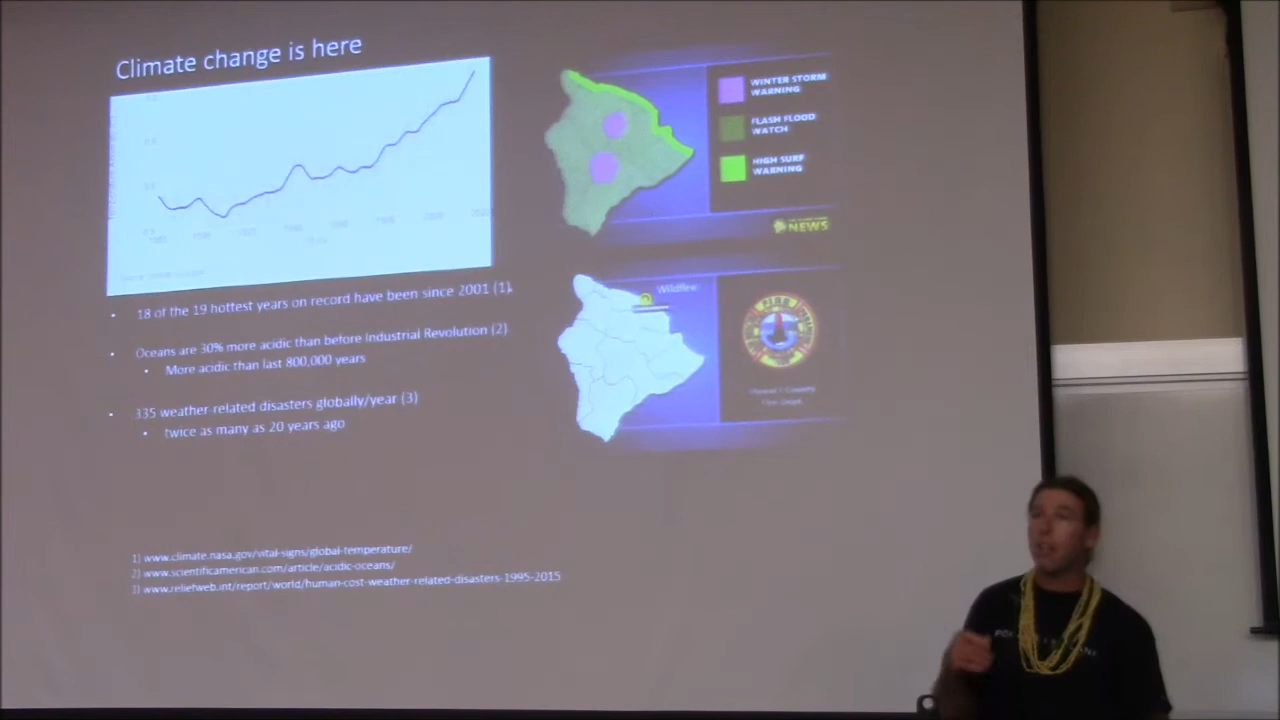 Climate change is here
18 of the 19 hottest years on record have been since 2001 (1).
Oceans are 30% more acidic than before Industrial Revolution (2)
More acidic than last 800,000 years
335 weather-related disasters globally/year (3)
twice as many as 20 years ago
1) www.climate.nasa.gov/vital-signs/global-temperature/
2) www.scientificamerican.com/article/acidic-oceans/
3) www.reliefweb.int/report/world/human-cost-weather-related-disasters-1995-2015
WINTER STORM
WARNING
FLASH FLOOD
WATCH
HIGH SURF
WARNING
NEWS
Wildfire